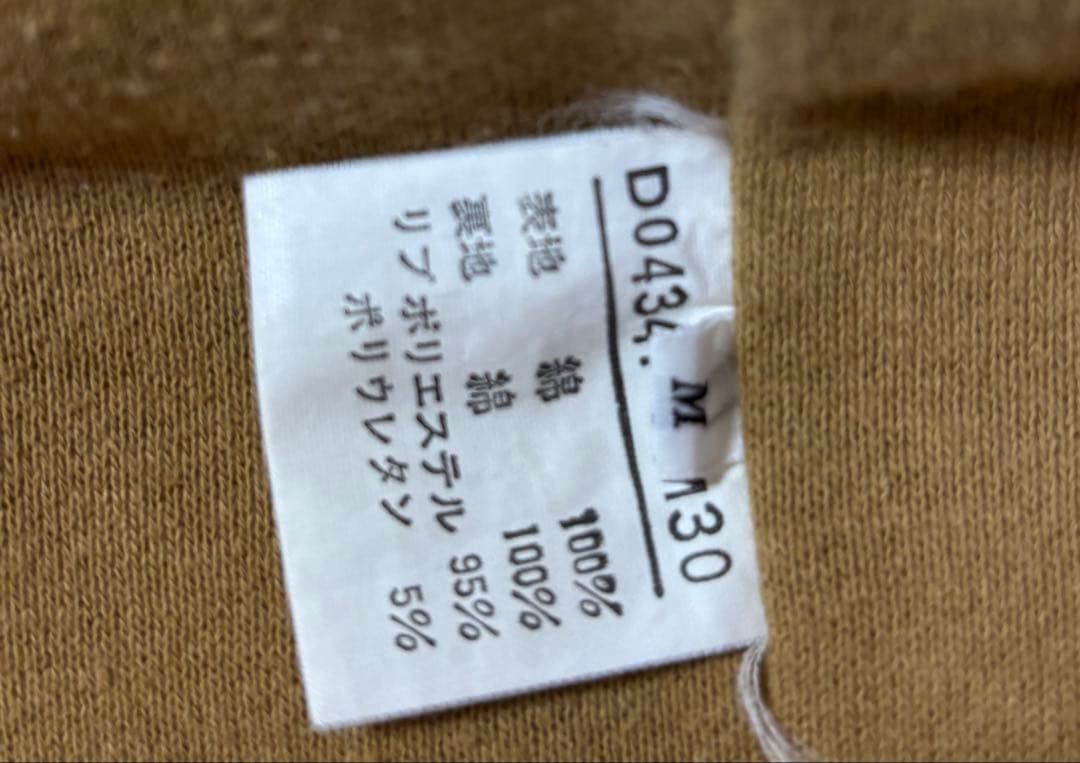 D0434.
M
130
表地 綿 100%
裏地 綿 100%
リブ ポリエステル 95%
ポリウレタン 5%